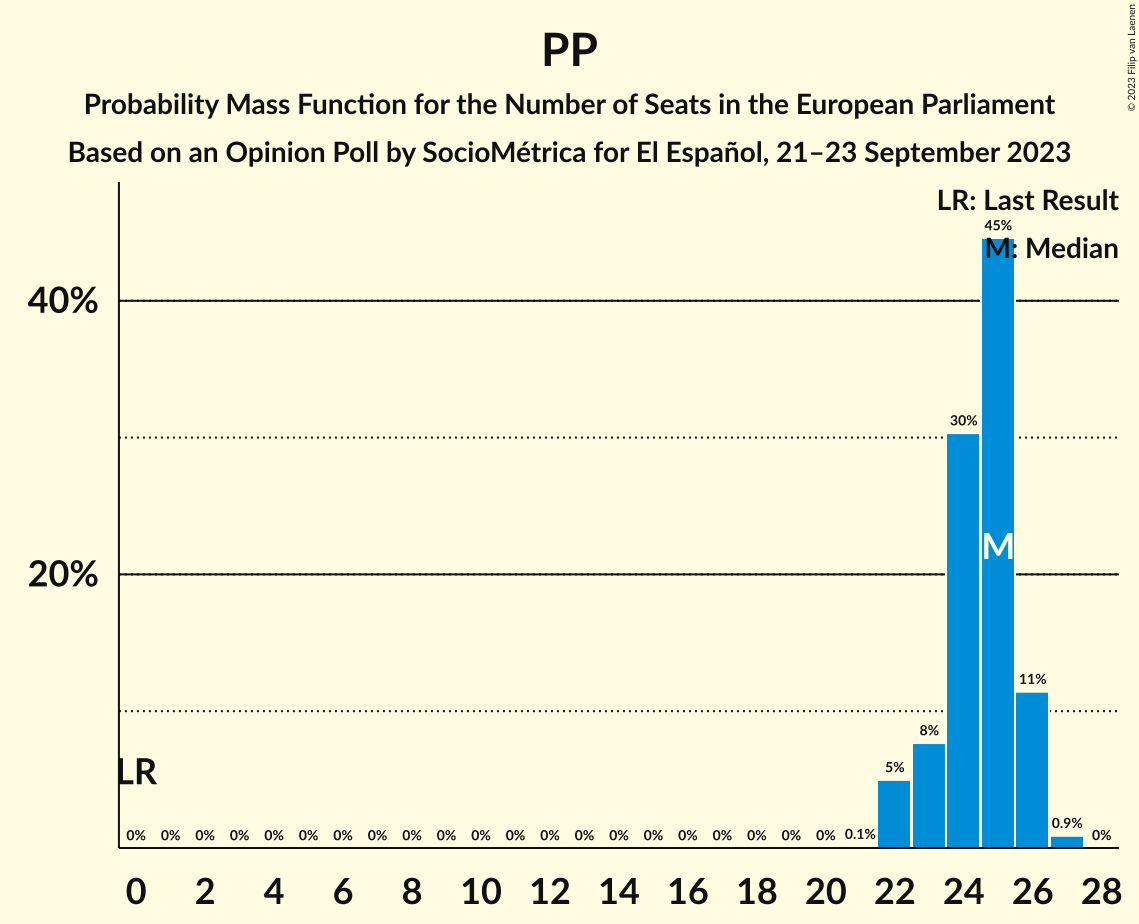 PP
Probability Mass Function for the Number of Seats in the European Parliament
Based on an Opinion Poll by SocioMétrica for El Español, 21–23 September 2023
© 2023 Filip van Laenen
LR: Last Result
M: Median
45%
40%
30%
M
20%
11%
8%
5%
LR
0% 0% 0% 0% 0% 0% 0% 0% 0% 0% 0% 0% 0% 0% 0% 0% 0% 0% 0% 0% 0% 0.1% 0.9% 0%
0 2 4 6 8 10 12 14 16 18 20 22 24 26 28